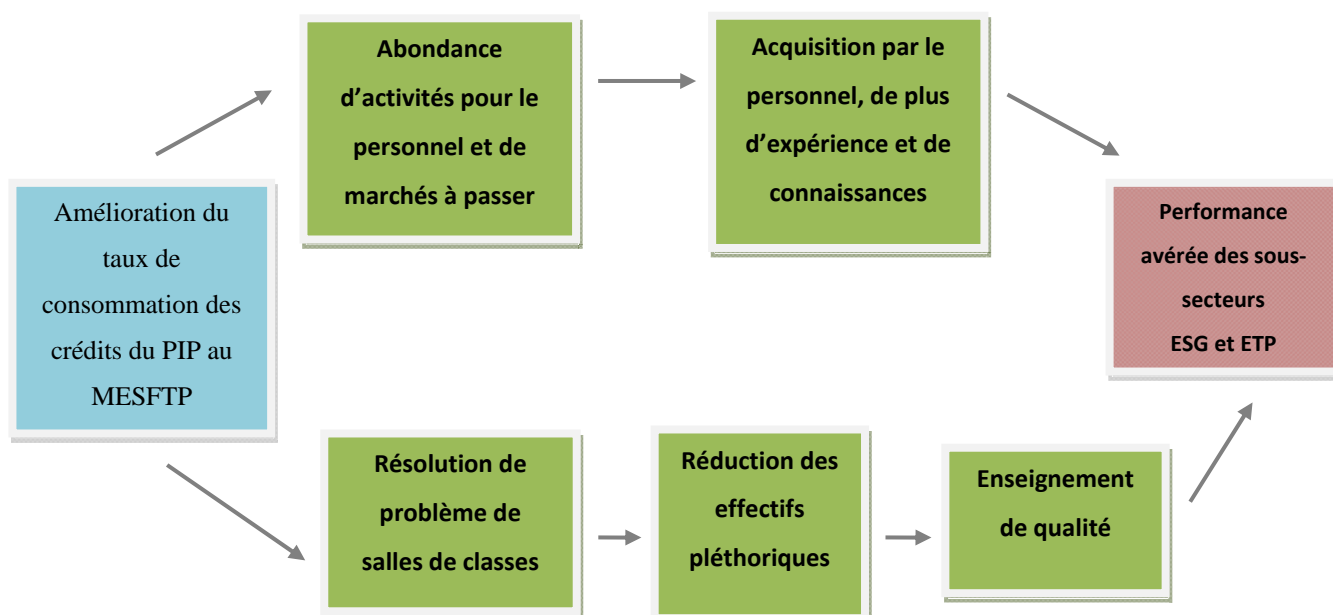 Amélioration du
taux de
consommation des
crédits du PIP au
MESFTP
Abondance
d’activités pour le
personnel et de
marchés à passer
Acquisition par le
personnel, de plus
d’expérience et de
connaissances
Résolution de
problème de
salles de classes
Réduction des
effectifs
pléthoriques
Enseignement
de qualité
Performance
avérée des sous-
secteurs
ESG et ETP